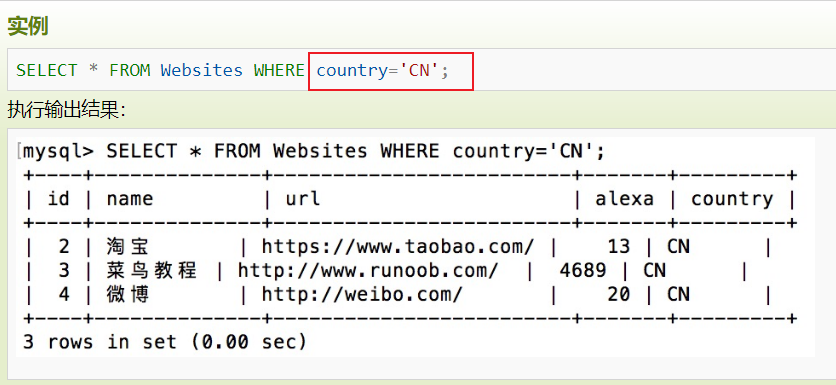 实例
SELECT * FROM Websites WHERE country='CN';
执行输出结果：
[mysql> SELECT * FROM Websites WHERE country='CN';
+----+--------------+---------------------------+-------+---------+
| id | name         | url                       | alexa | country |
+----+--------------+---------------------------+-------+---------+
|  2 | 淘宝       | https://www.taobao.com/ |    13 | CN      |
|  3 | 菜鸟教程 | http://www.runoob.com/  |  4689 | CN      |
|  4 | 微博       | http://weibo.com/       |    20 | CN      |
+----+--------------+---------------------------+-------+---------+
3 rows in set (0.00 sec)